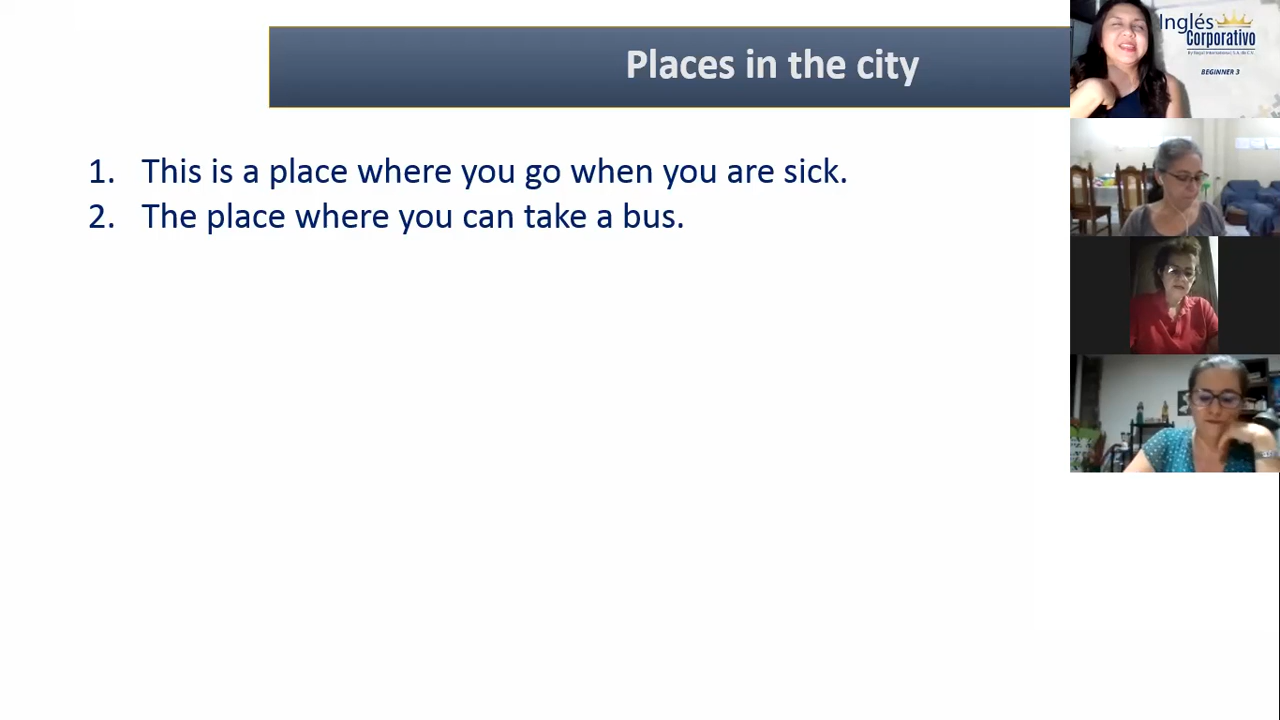 Places in the city
1. This is a place where you go when you are sick.
2. The place where you can take a bus.
Inglés
Corporativo
BEGINNER 3